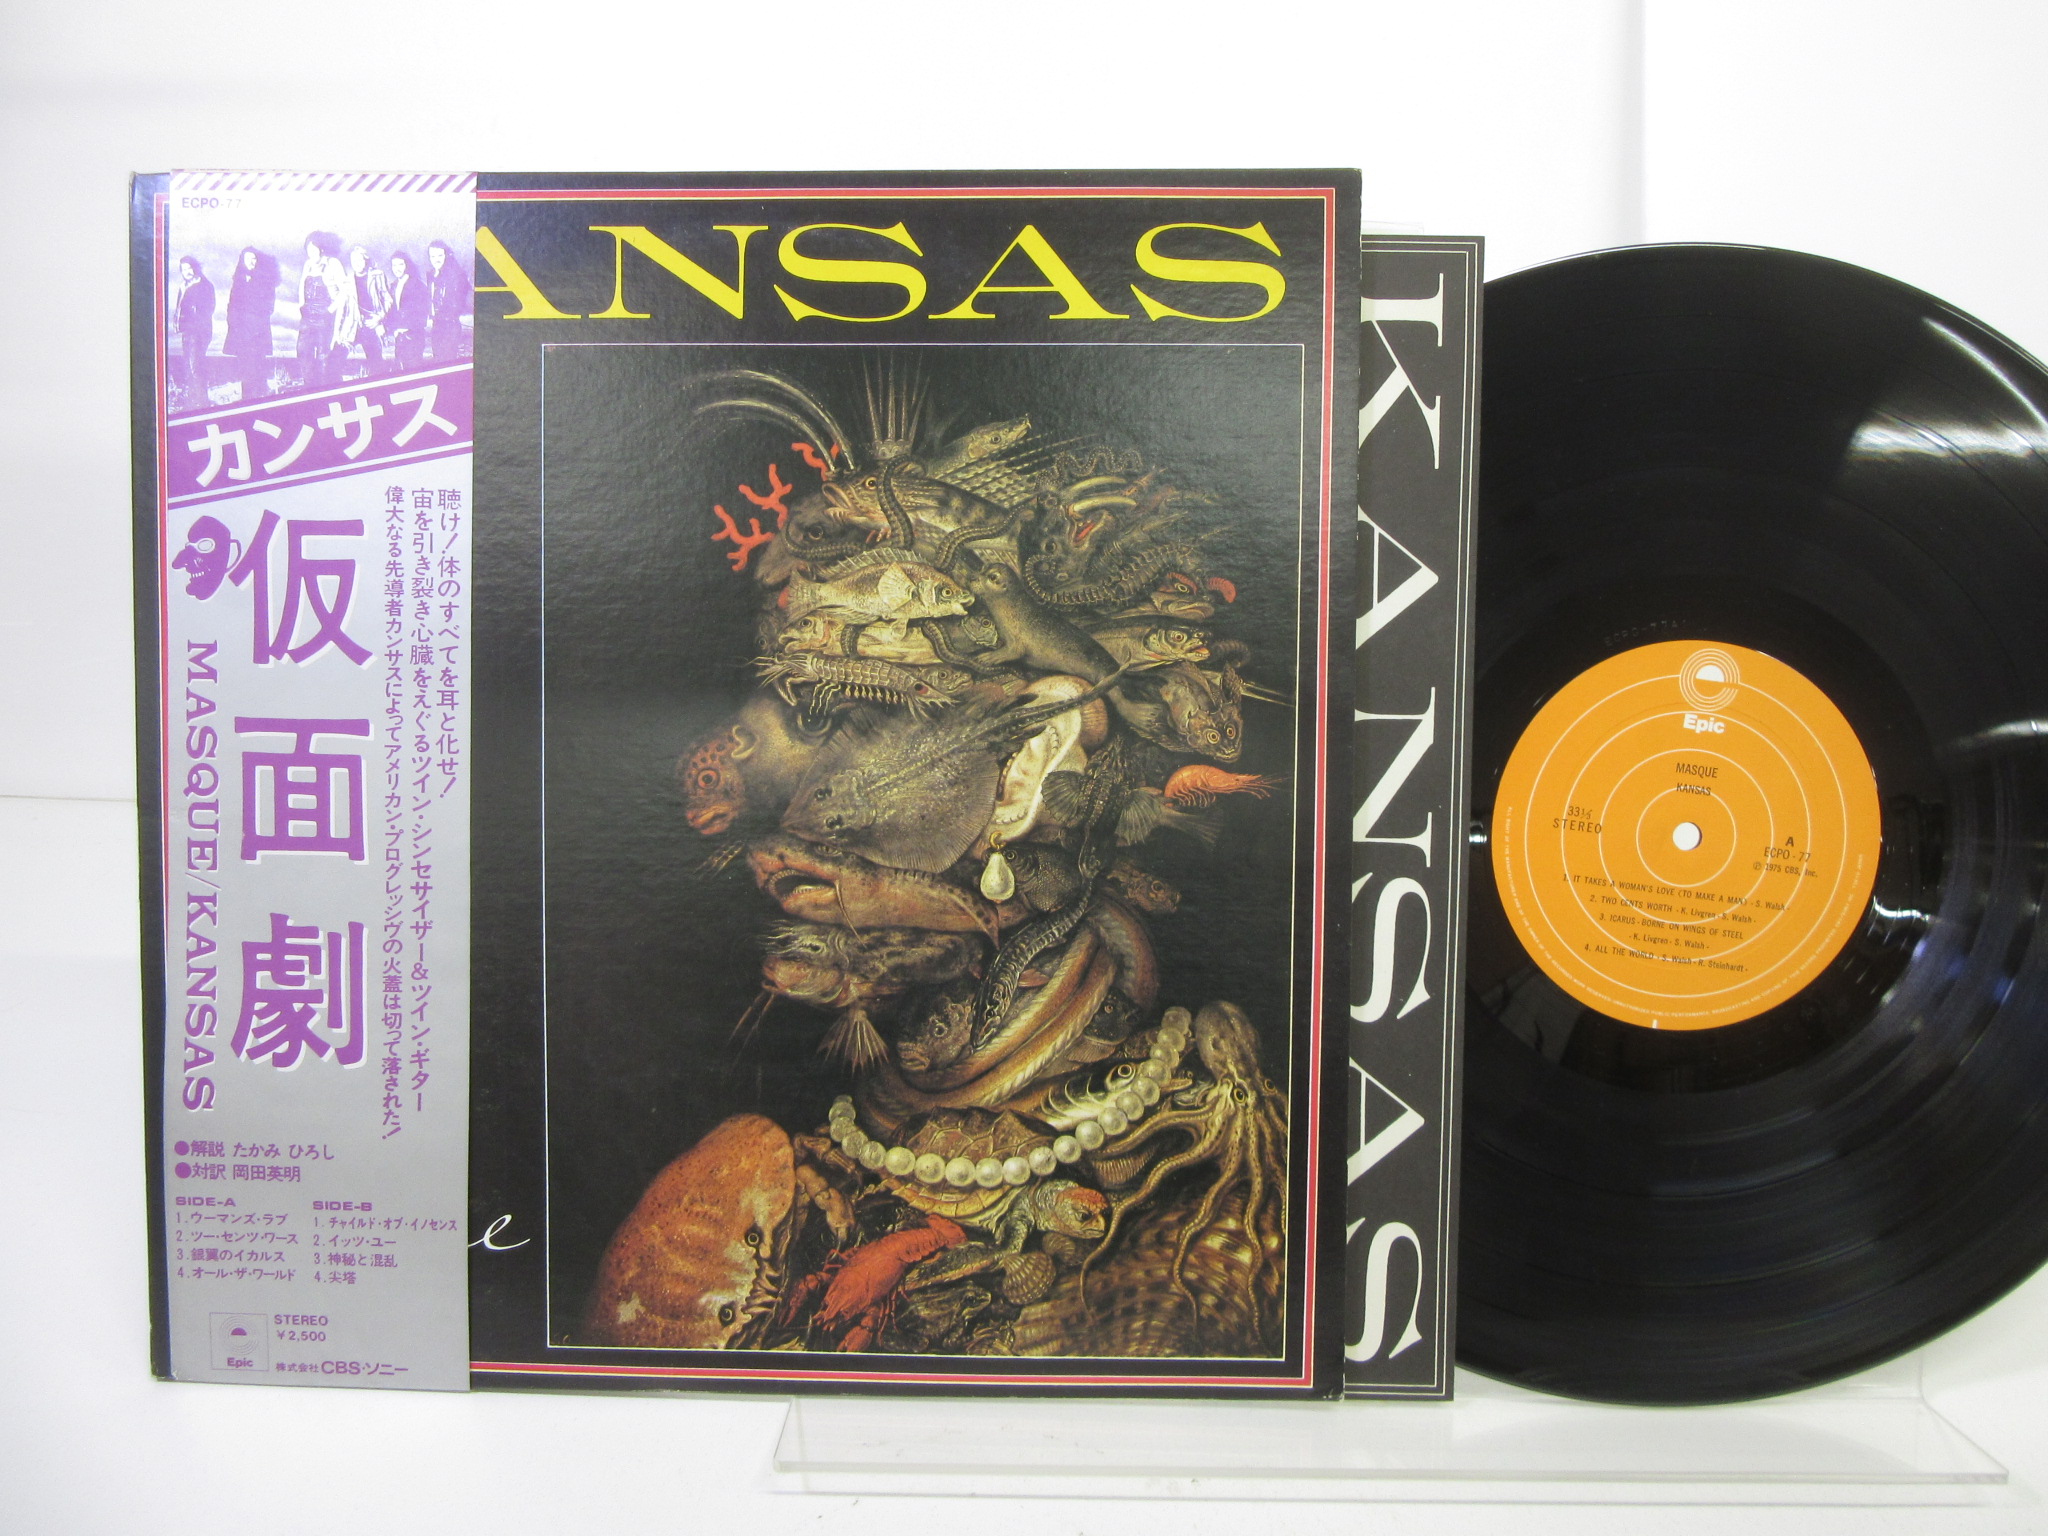 ECPO-77
カンサス
仮面劇
MASQUE/KANSAS
聴け!体のすべてを耳と化せ!
宙を引き裂き心臓をえぐるツイン・シンセサイザー&ツイン・ギター
偉大なる先導者カンサスによってアメリカン・プログレッシヴの火蓋は切って落された!
●解説 たかみ ひろし
●対訳 岡田英明
SIDE-A
1.ウーマンズ・ラブ
2.ツー・センツ・ワース
3.銀翼のイカルス
4.オール・ザ・ワールド
SIDE-B
1.チャイルド・オブ・イノセンス
2.イッツ・ユー
3.神秘と混乱
4.尖塔
Epic
STEREO
¥2,500
株式会社CBS・ソニー
ANSAS
e
KANSAS
ECPO-77A1
Epic
MASQUE
KANSAS
33⅓
STEREO
A
ECPO-77
Ⓟ 1975 CBS, Inc.
1. IT TAKES A WOMAN'S LOVE (TO MAKE A MAN) - S. Walsh -
2. TWO CENTS WORTH - K. Livgren - S. Walsh -
3. ICARUS - BORNE ON WINGS OF STEEL
- K. Livgren - S. Walsh -
4. ALL THE WORLD - S. Walsh - R. Steinhardt -